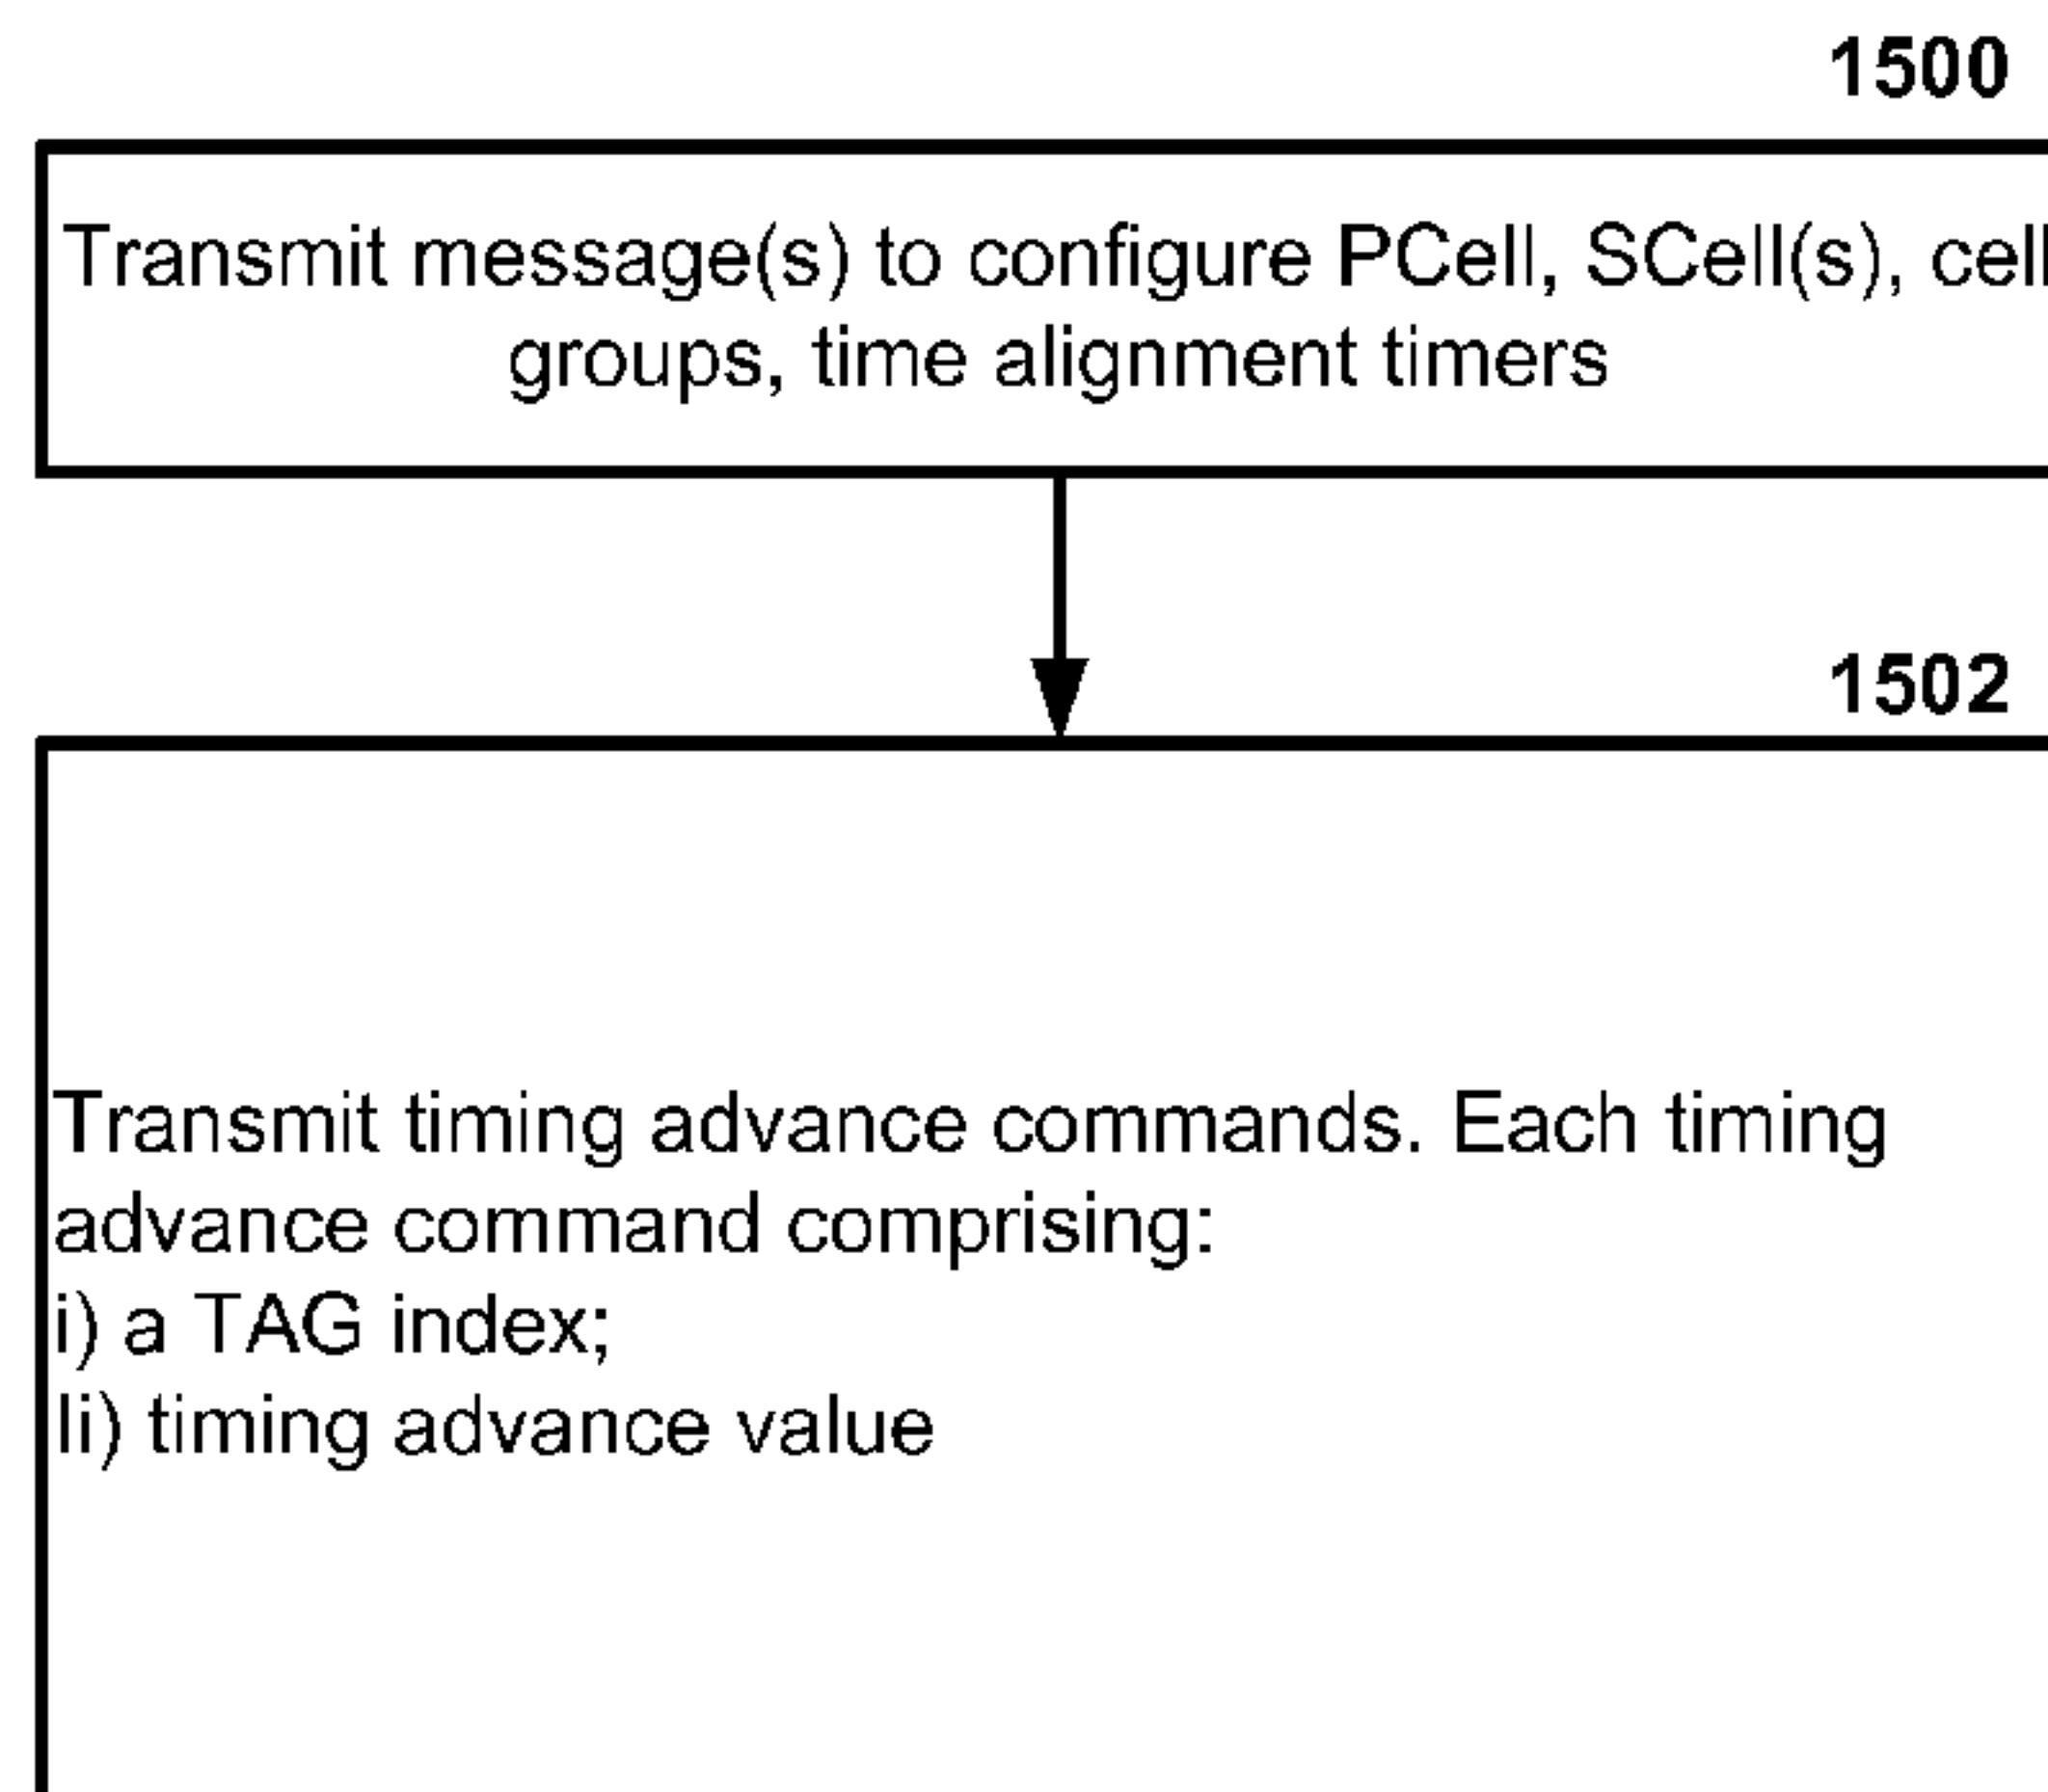 1500
Transmit message(s) to configure PCell, SCell(s), cell
groups, time alignment timers
1502
Transmit timing advance commands. Each timing
advance command comprising:
i) a TAG index;
Ii) timing advance value